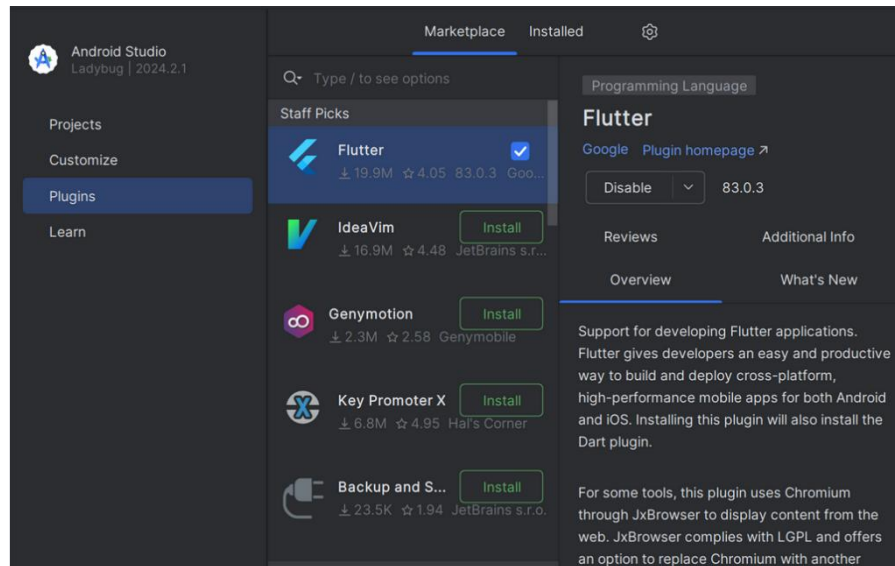 Android Studio
Ladybug | 2024.2.1
Projects
Customize
Plugins
Learn
Marketplace Installed
Type / to see options
Staff Picks
Flutter
19.9M 4.05 83.0.3 Goo...
IdeaVim Install
16.9M 4.48 JetBrains s.r...
Genymotion Install
2.3M 2.58 Genymobile
Key Promoter X Install
6.8M 4.95 Hal's Corner
Backup and S... Install
23.5K 1.94 JetBrains s.r.o.
Programming Language
Flutter
Google Plugin homepage ↗
Disable 83.0.3
Reviews Additional Info
Overview What's New
Support for developing Flutter applications.
Flutter gives developers an easy and productive
way to build and deploy cross-platform,
high-performance mobile apps for both Android
and iOS. Installing this plugin will also install the
Dart plugin.
For some tools, this plugin uses Chromium
through JxBrowser to display content from the
web. JxBrowser complies with LGPL and offers
an option to replace Chromium with another